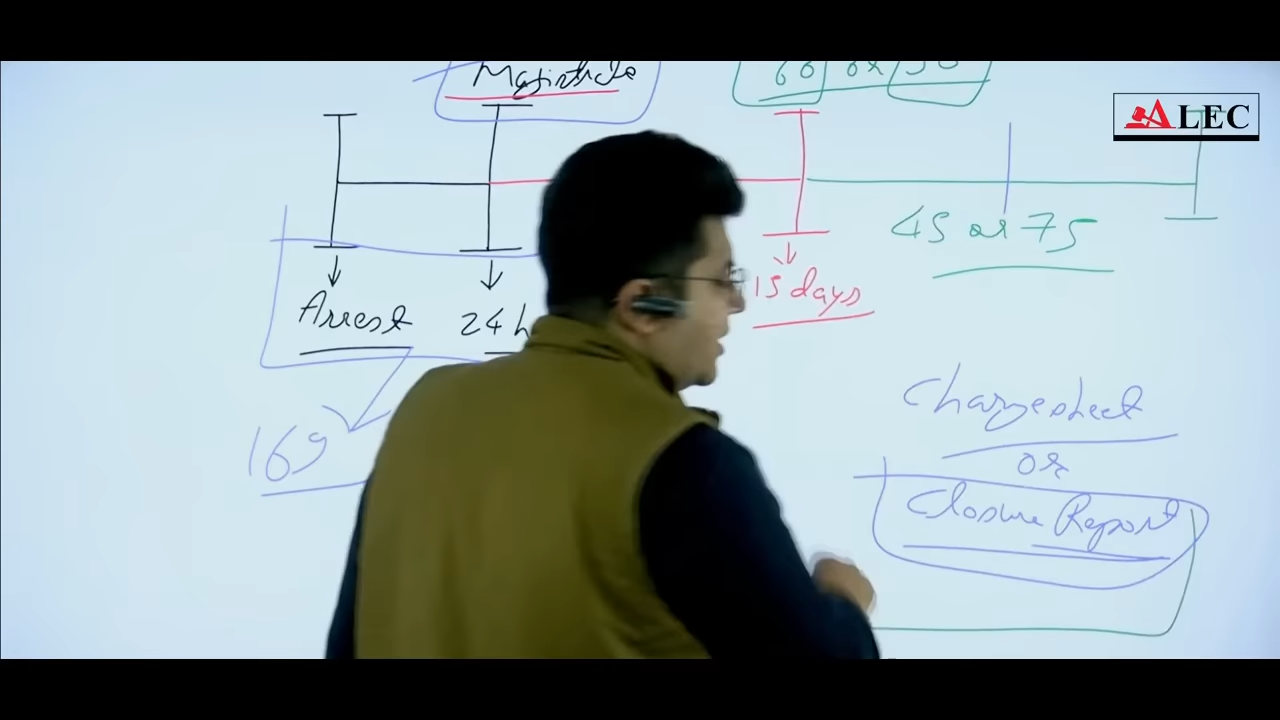 Magistrate
60 or 90
ALEC
45 or 75
15 days
Arrest
24 h
169
Chargesheet
or
Closure Report